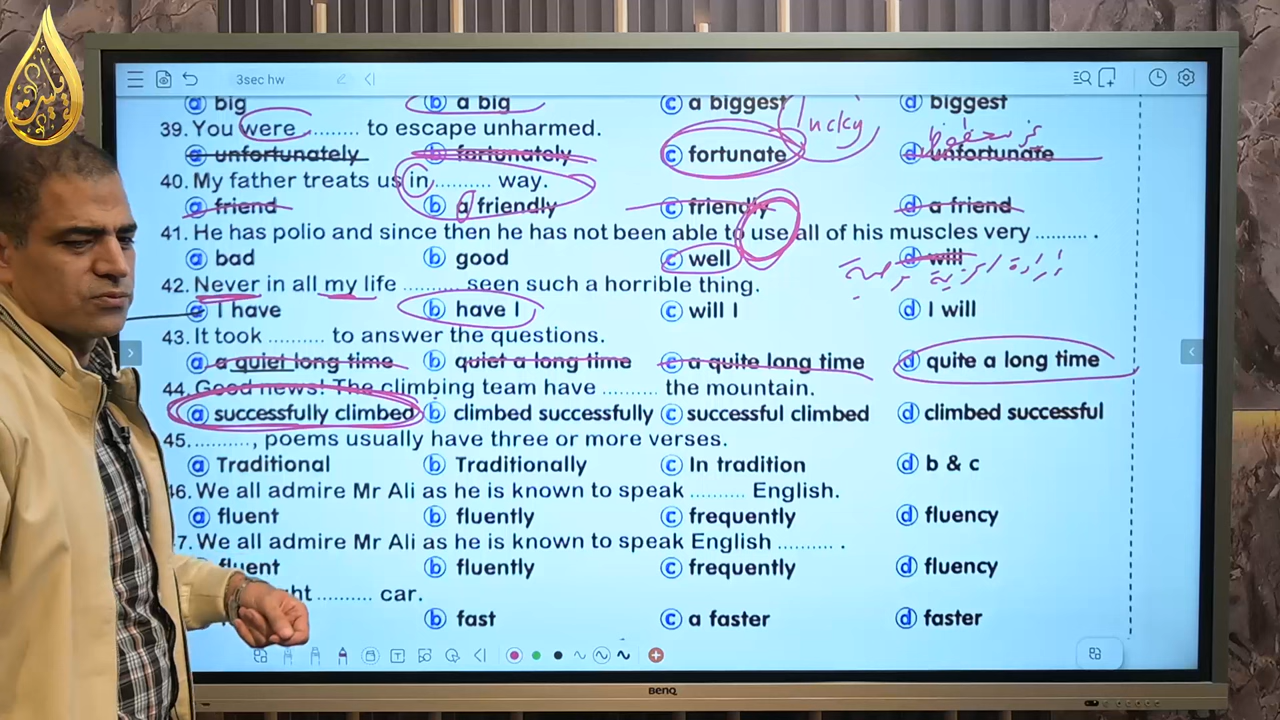 3sec hw
a big b a big c a biggest d biggest
lucky
39. You were .......... to escape unharmed.
a unfortunately b fortunately c fortunate d unfortunate
غير محظوظ
40. My father treats us in .......... way.
a friend b a friendly c friendly d a friend
41. He has polio and since then he has not been able to use all of his muscles very .......... .
a bad b good c well d will
42. Never in all my life .......... seen such a horrible thing.
a I have b have I c will I d I will
43. It took .......... to answer the questions.
a a quiet long time b quiet a long time c a quite long time d quite a long time
44. Good news! The climbing team have .......... the mountain.
a successfully climbed b climbed successfully c successful climbed d climbed successful
45. .......... , poems usually have three or more verses.
a Traditional b Traditionally c In tradition d b & c
46. We all admire Mr Ali as he is known to speak .......... English.
a fluent b fluently c frequently d fluency
7. We all admire Mr Ali as he is known to speak English .......... .
fluent b fluently c frequently d fluency
ht .......... car.
b fast c a faster d faster
BenQ